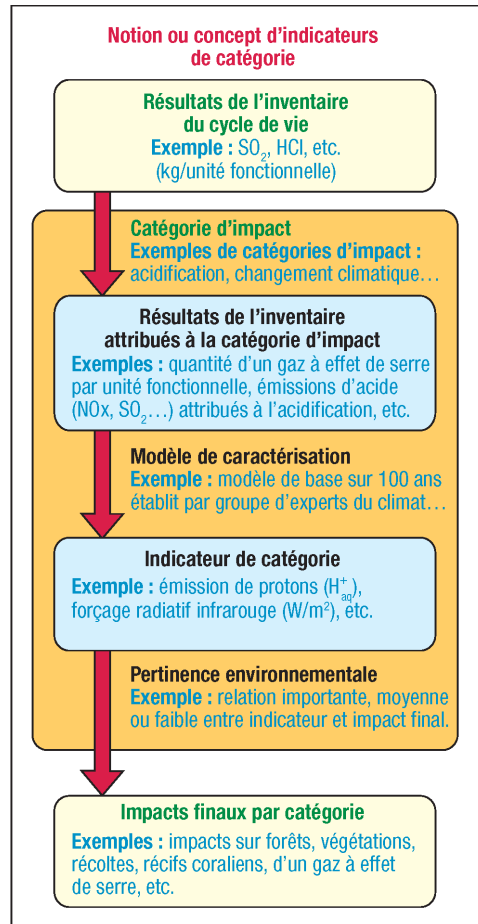 Notion ou concept d’indicateurs
de catégorie
Résultats de l’inventaire
du cycle de vie
Exemple : SO₂, HCl, etc.
(kg/unité fonctionnelle)
Catégorie d’impact
Exemples de catégories d’impact :
acidification, changement climatique…
Résultats de l’inventaire
attribués à la catégorie d’impact
Exemples : quantité d’un gaz à effet de serre
par unité fonctionnelle, émissions d’acide
(NOx, SO₂…) attribués à l’acidification, etc.
Modèle de caractérisation
Exemple : modèle de base sur 100 ans
établit par groupe d’experts du climat…
Indicateur de catégorie
Exemple : émission de protons (H⁺aq),
forçage radiatif infrarouge (W/m²), etc.
Pertinence environnementale
Exemple : relation importante, moyenne
ou faible entre indicateur et impact final.
Impacts finaux par catégorie
Exemples : impacts sur forêts, végétations,
récoltes, récifs coraliens, d’un gaz à effet
de serre, etc.